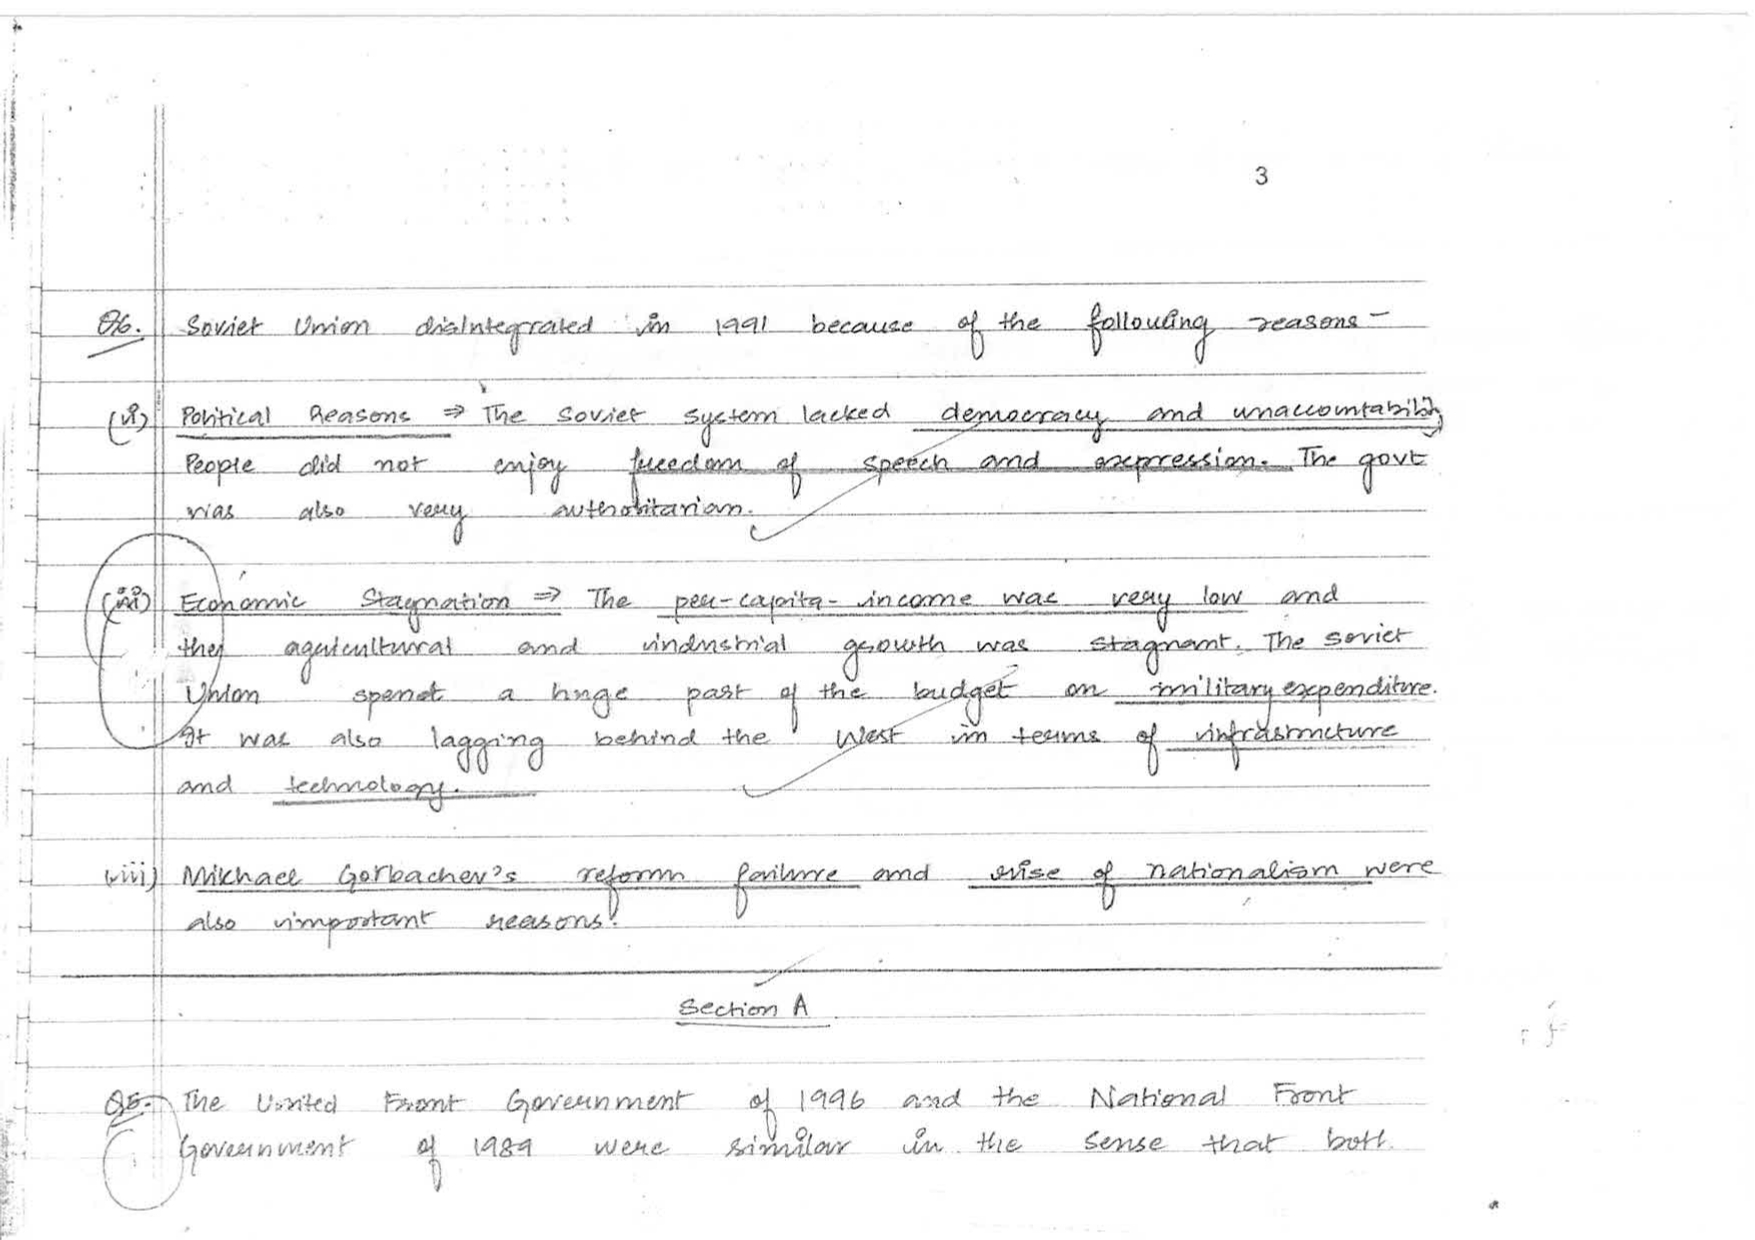 3
Q6. Soviet Union disintegrated in 1991 because of the following reasons -
(i) Political Reasons ⇒ The Soviet system lacked democracy and unaccountability
People did not enjoy freedom of speech and expression. The govt
was also very authoritarian.
(ii) Economic Stagnation ⇒ The per-capita-income was very low and
the agricultural and industrial growth was stagnant. The Soviet
Union spent a huge part of the budget on military expenditure.
It was also lagging behind the West in terms of infrastructure
and technology.
(iii) Mikhael Gorbachev's reform failure and rise of nationalism were
also important reasons.
Section A
Q5. The United Front Government of 1996 and the National Front
Government of 1989 were similar in the sense that both